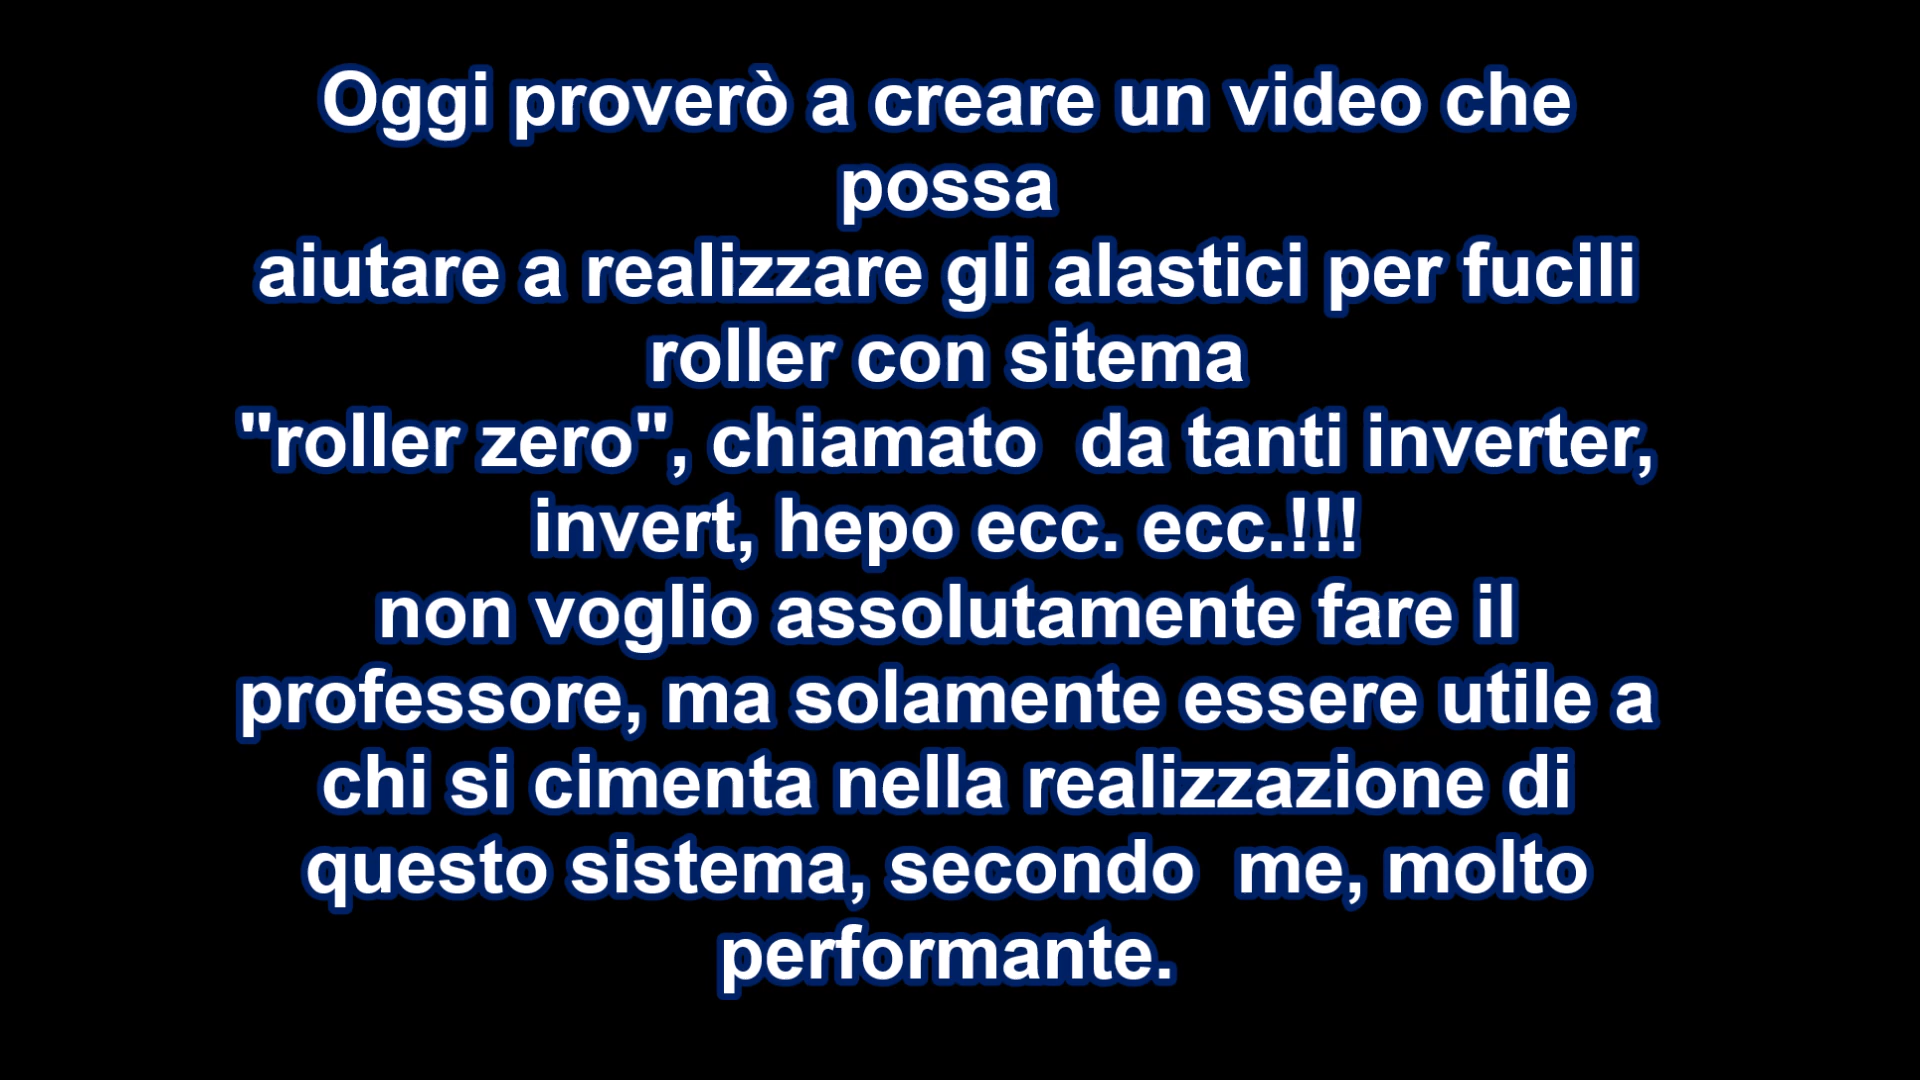 Oggi proverò a creare un video che
possa
aiutare a realizzare gli alastici per fucili
roller con sitema
"roller zero", chiamato  da tanti inverter,
invert, hepo ecc. ecc.!!!
non voglio assolutamente fare il
professore, ma solamente essere utile a
chi si cimenta nella realizzazione di
questo sistema, secondo  me, molto
performante.